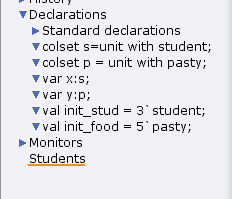 History
Declarations
Standard declarations
colset s=unit with student;
colset p = unit with pasty;
var x:s;
var y:p;
val init_stud = 3`student;
val init_food = 5`pasty;
Monitors
Students